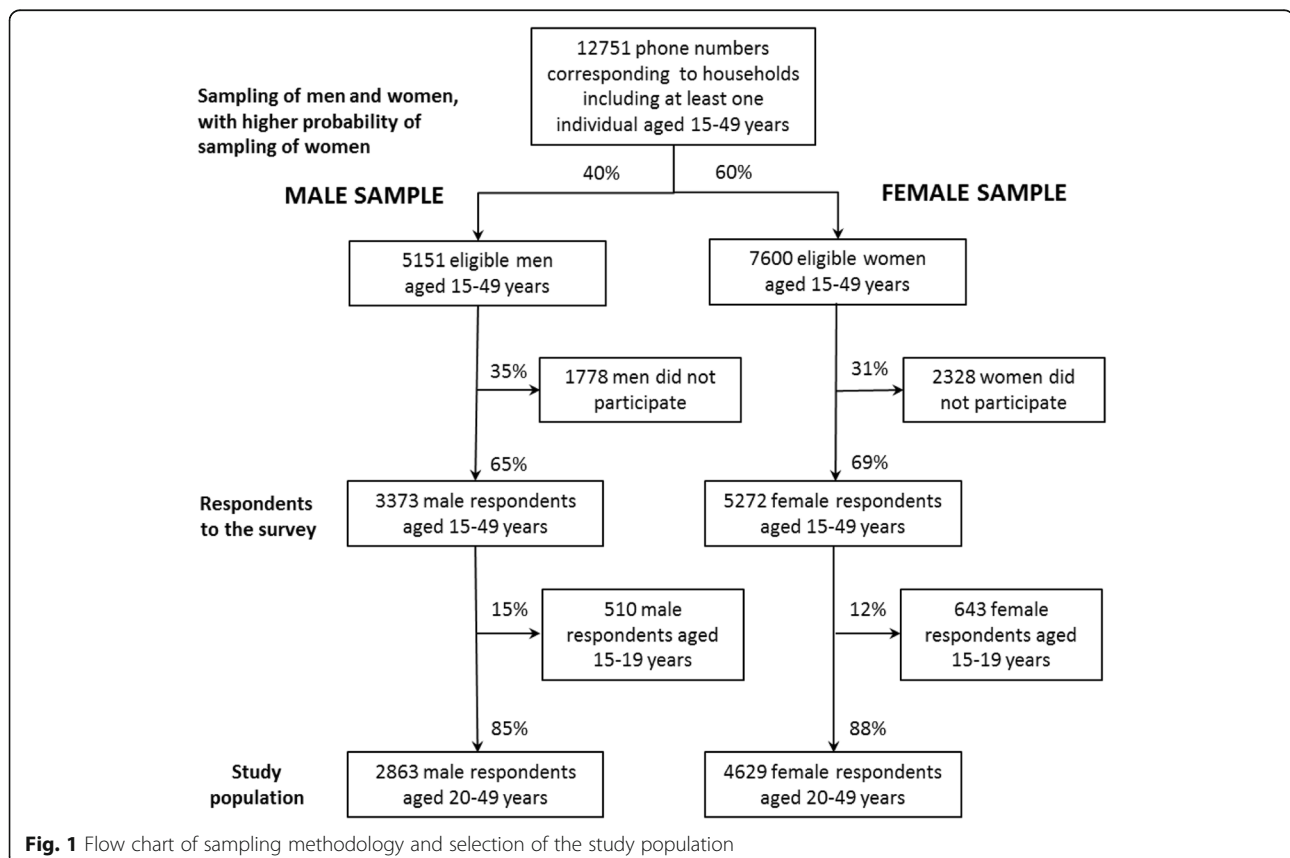 12751 phone numbers
corresponding to households
including at least one
individual aged 15-49 years
Sampling of men and women,
with higher probability of
sampling of women
40%
60%
MALE SAMPLE
FEMALE SAMPLE
5151 eligible men
aged 15-49 years
7600 eligible women
aged 15-49 years
35%
1778 men did not
participate
31%
2328 women did
not participate
65%
69%
Respondents
to the survey
3373 male respondents
aged 15-49 years
5272 female respondents
aged 15-49 years
15%
510 male
respondents aged
15-19 years
12%
643 female
respondents aged
15-19 years
85%
88%
Study
population
2863 male respondents
aged 20-49 years
4629 female respondents
aged 20-49 years
Fig. 1 Flow chart of sampling methodology and selection of the study population